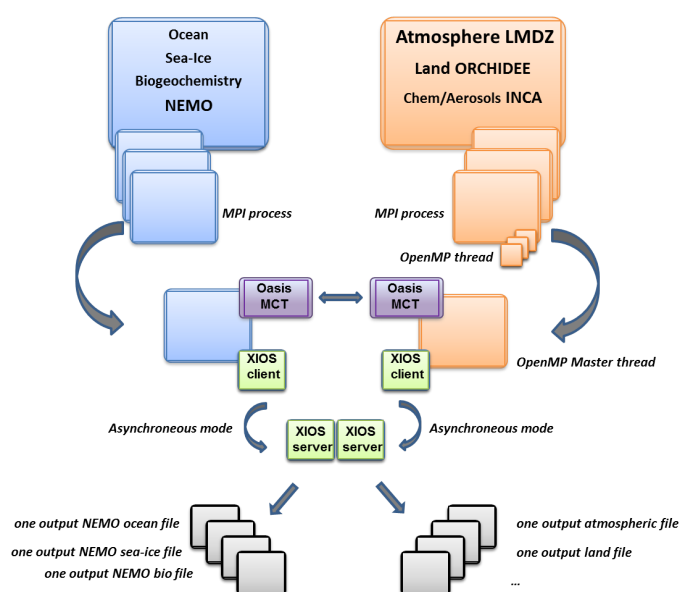 Ocean
Sea-Ice
Biogeochemistry
NEMO
Atmosphere LMDZ
Land ORCHIDEE
Chem/Aerosols INCA
MPI process
MPI process
OpenMP thread
Oasis
MCT
Oasis
MCT
XIOS
client
XIOS
client
OpenMP Master thread
Asynchroneous mode
XIOS
server
XIOS
server
Asynchroneous mode
one output NEMO ocean file
one output NEMO sea-ice file
one output NEMO bio file
one output atmospheric file
one output land file
...